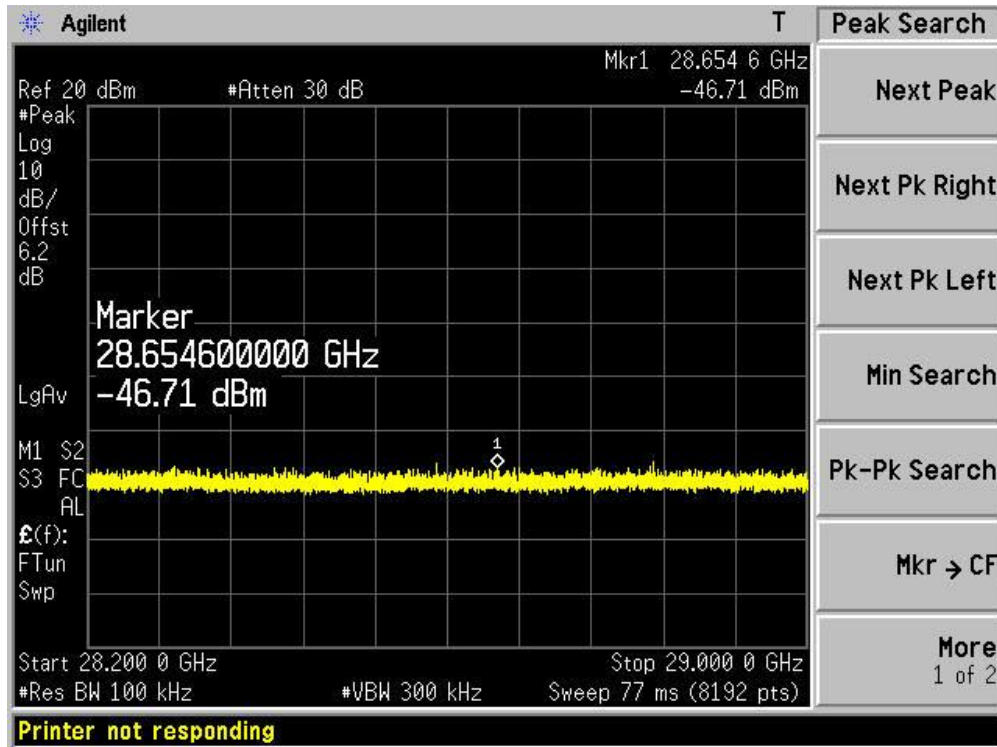 Agilent T Peak Search
Mkr1 28.654 6 GHz
Ref 20 dBm #Atten 30 dB -46.71 dBm
#Peak
Log
10
dB/
Offst
6.2
dB
Marker
28.654600000 GHz
-46.71 dBm
LgAv
1
M1 S2
S3 FC
AL
£(f):
FTun
Swp
Start 28.200 0 GHz Stop 29.000 0 GHz
#Res BW 100 kHz #VBW 300 kHz Sweep 77 ms (8192 pts)
Printer not responding
Next Peak
Next Pk Right
Next Pk Left
Min Search
Pk-Pk Search
Mkr → CF
More
1 of 2